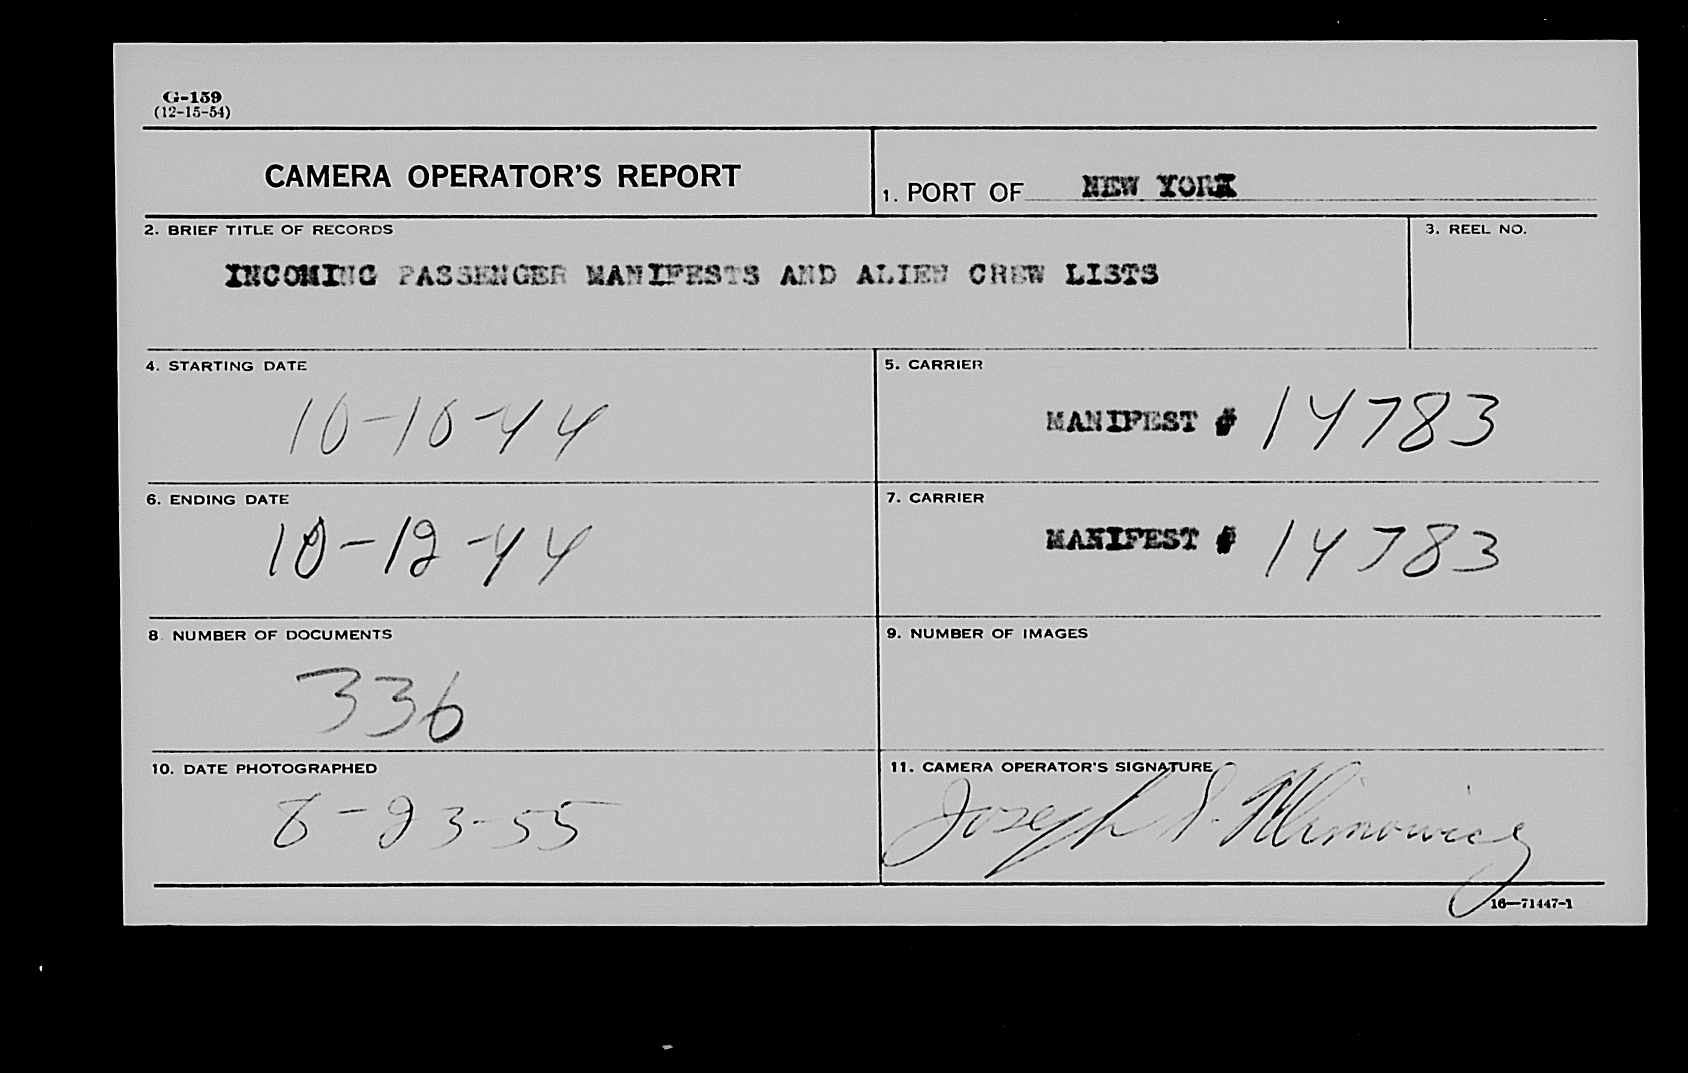 G-159
(12-15-54)
CAMERA OPERATOR'S REPORT
1. PORT OF NEW YORK
2. BRIEF TITLE OF RECORDS
3. REEL NO.
INCOMING PASSENGER MANIFESTS AND ALIEN CREW LISTS
4. STARTING DATE
5. CARRIER
10-10-44
MANIFEST # 14783
6. ENDING DATE
7. CARRIER
10-12-44
MANIFEST # 14783
8. NUMBER OF DOCUMENTS
9. NUMBER OF IMAGES
336
10. DATE PHOTOGRAPHED
11. CAMERA OPERATOR'S SIGNATURE
8-23-55
Joseph
16—71447-1